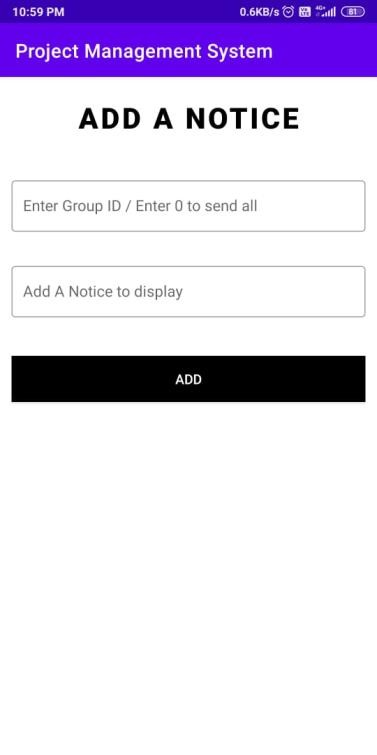 10:59 PM 0.6KB/s 4G+ 81
Project Management System
ADD A NOTICE
Enter Group ID / Enter 0 to send all
Add A Notice to display
ADD